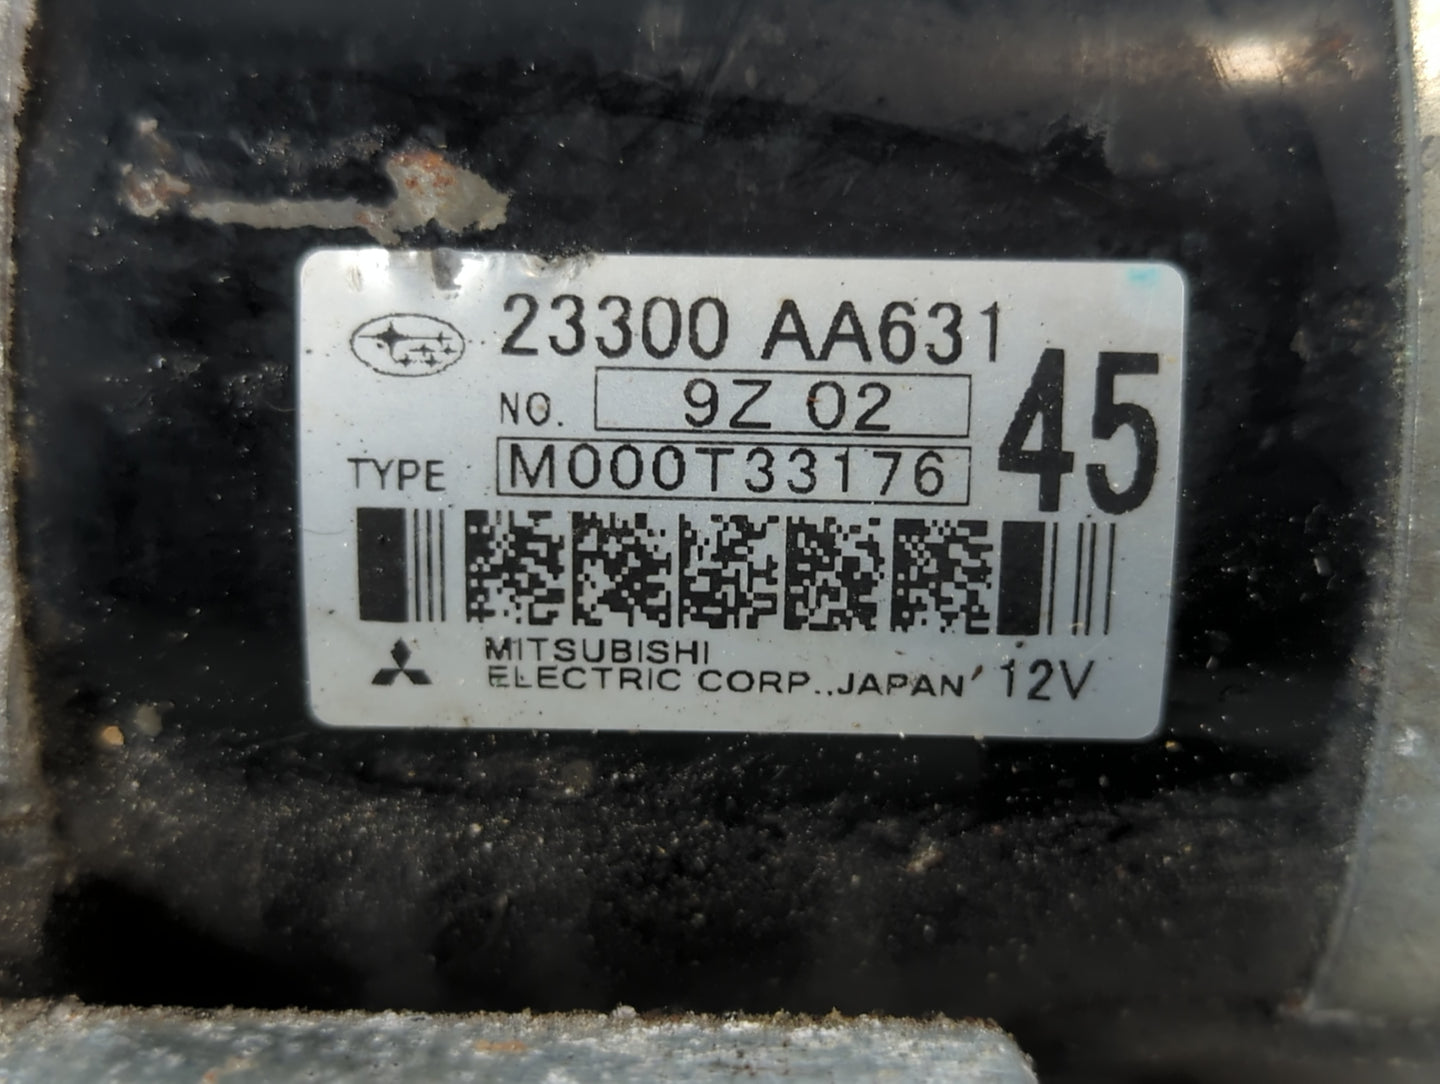 23300 AA631
NO. 9Z 02
45
TYPE M000T33176
MITSUBISHI
ELECTRIC CORP., JAPAN 12V